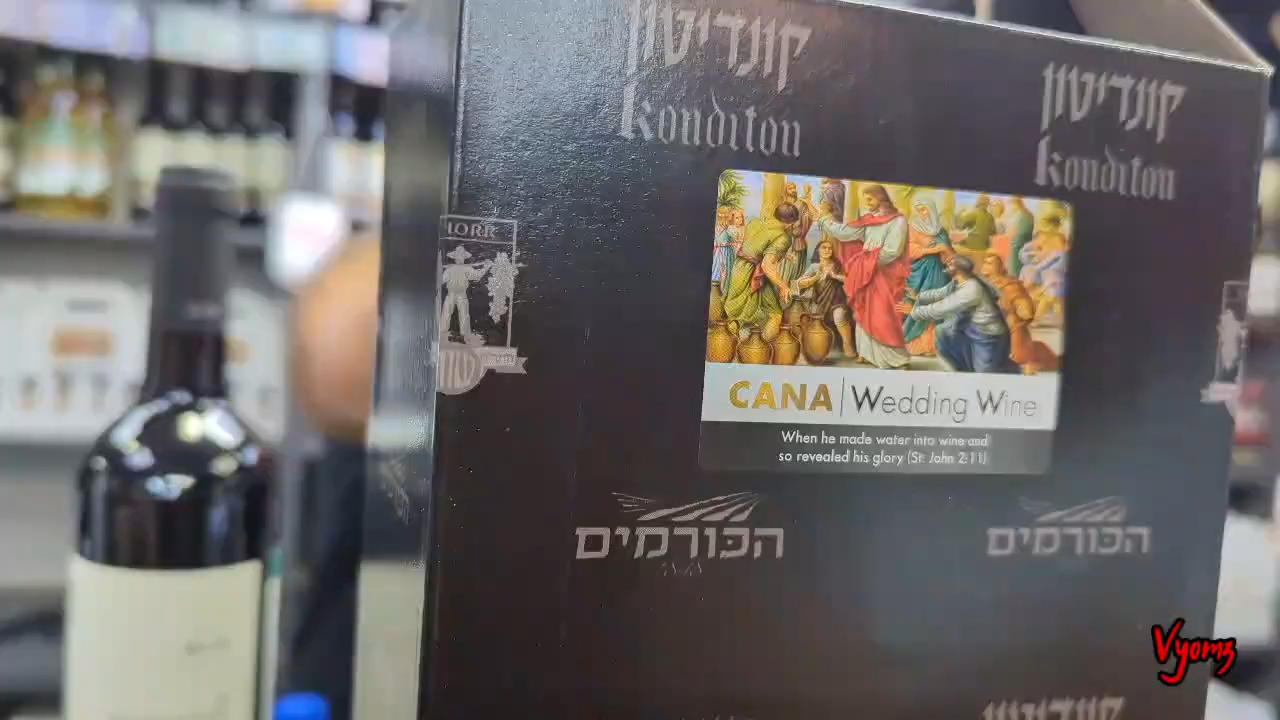 קונדיטון
konditon
קונדיטון
konditon
CANA | Wedding Wine
When he made water into wine and
so revealed his glory (St. John 2:11)
הכורמים
הכורמים
קונדיטון
Vyomz